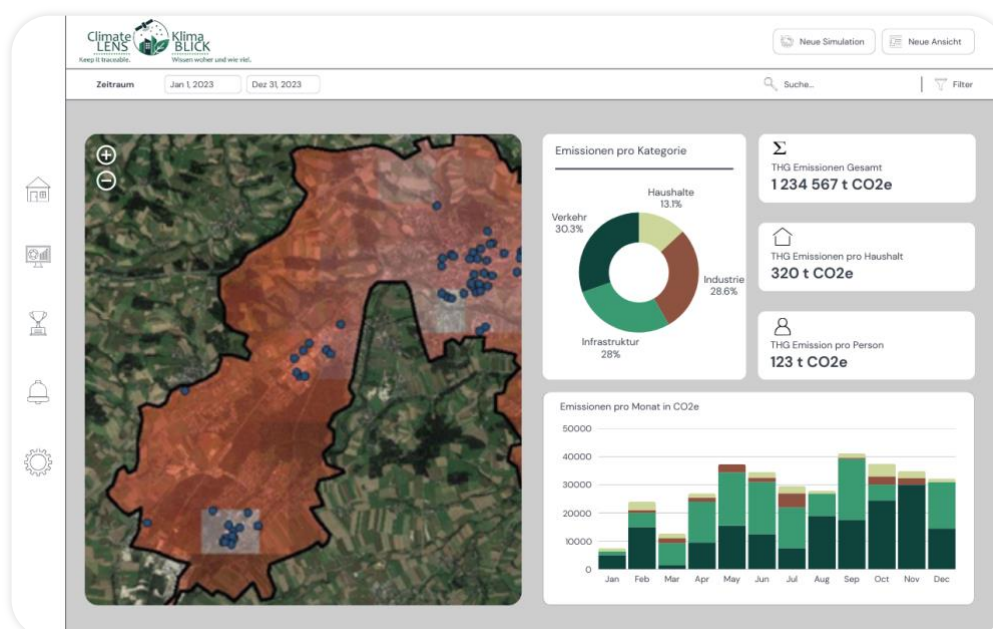 Climate LENS
Keep it traceable.
Klima BLICK
Wissen woher und wie viel.
Neue Simulation
Neue Ansicht
Zeitraum
Jan 1, 2023
Dez 31, 2023
Suche...
Filter
Emissionen pro Kategorie
Haushalte
13.1%
Verkehr
30.3%
Industrie
28.6%
Infrastruktur
28%
Σ
THG Emissionen Gesamt
1 234 567 t CO2e
THG Emissionen pro Haushalt
320 t CO2e
THG Emission pro Person
123 t CO2e
Emissionen pro Monat in CO2e
50000
40000
30000
20000
10000
0
Jan Feb Mar Apr May Jun Jul Aug Sep Oct Nov Dec